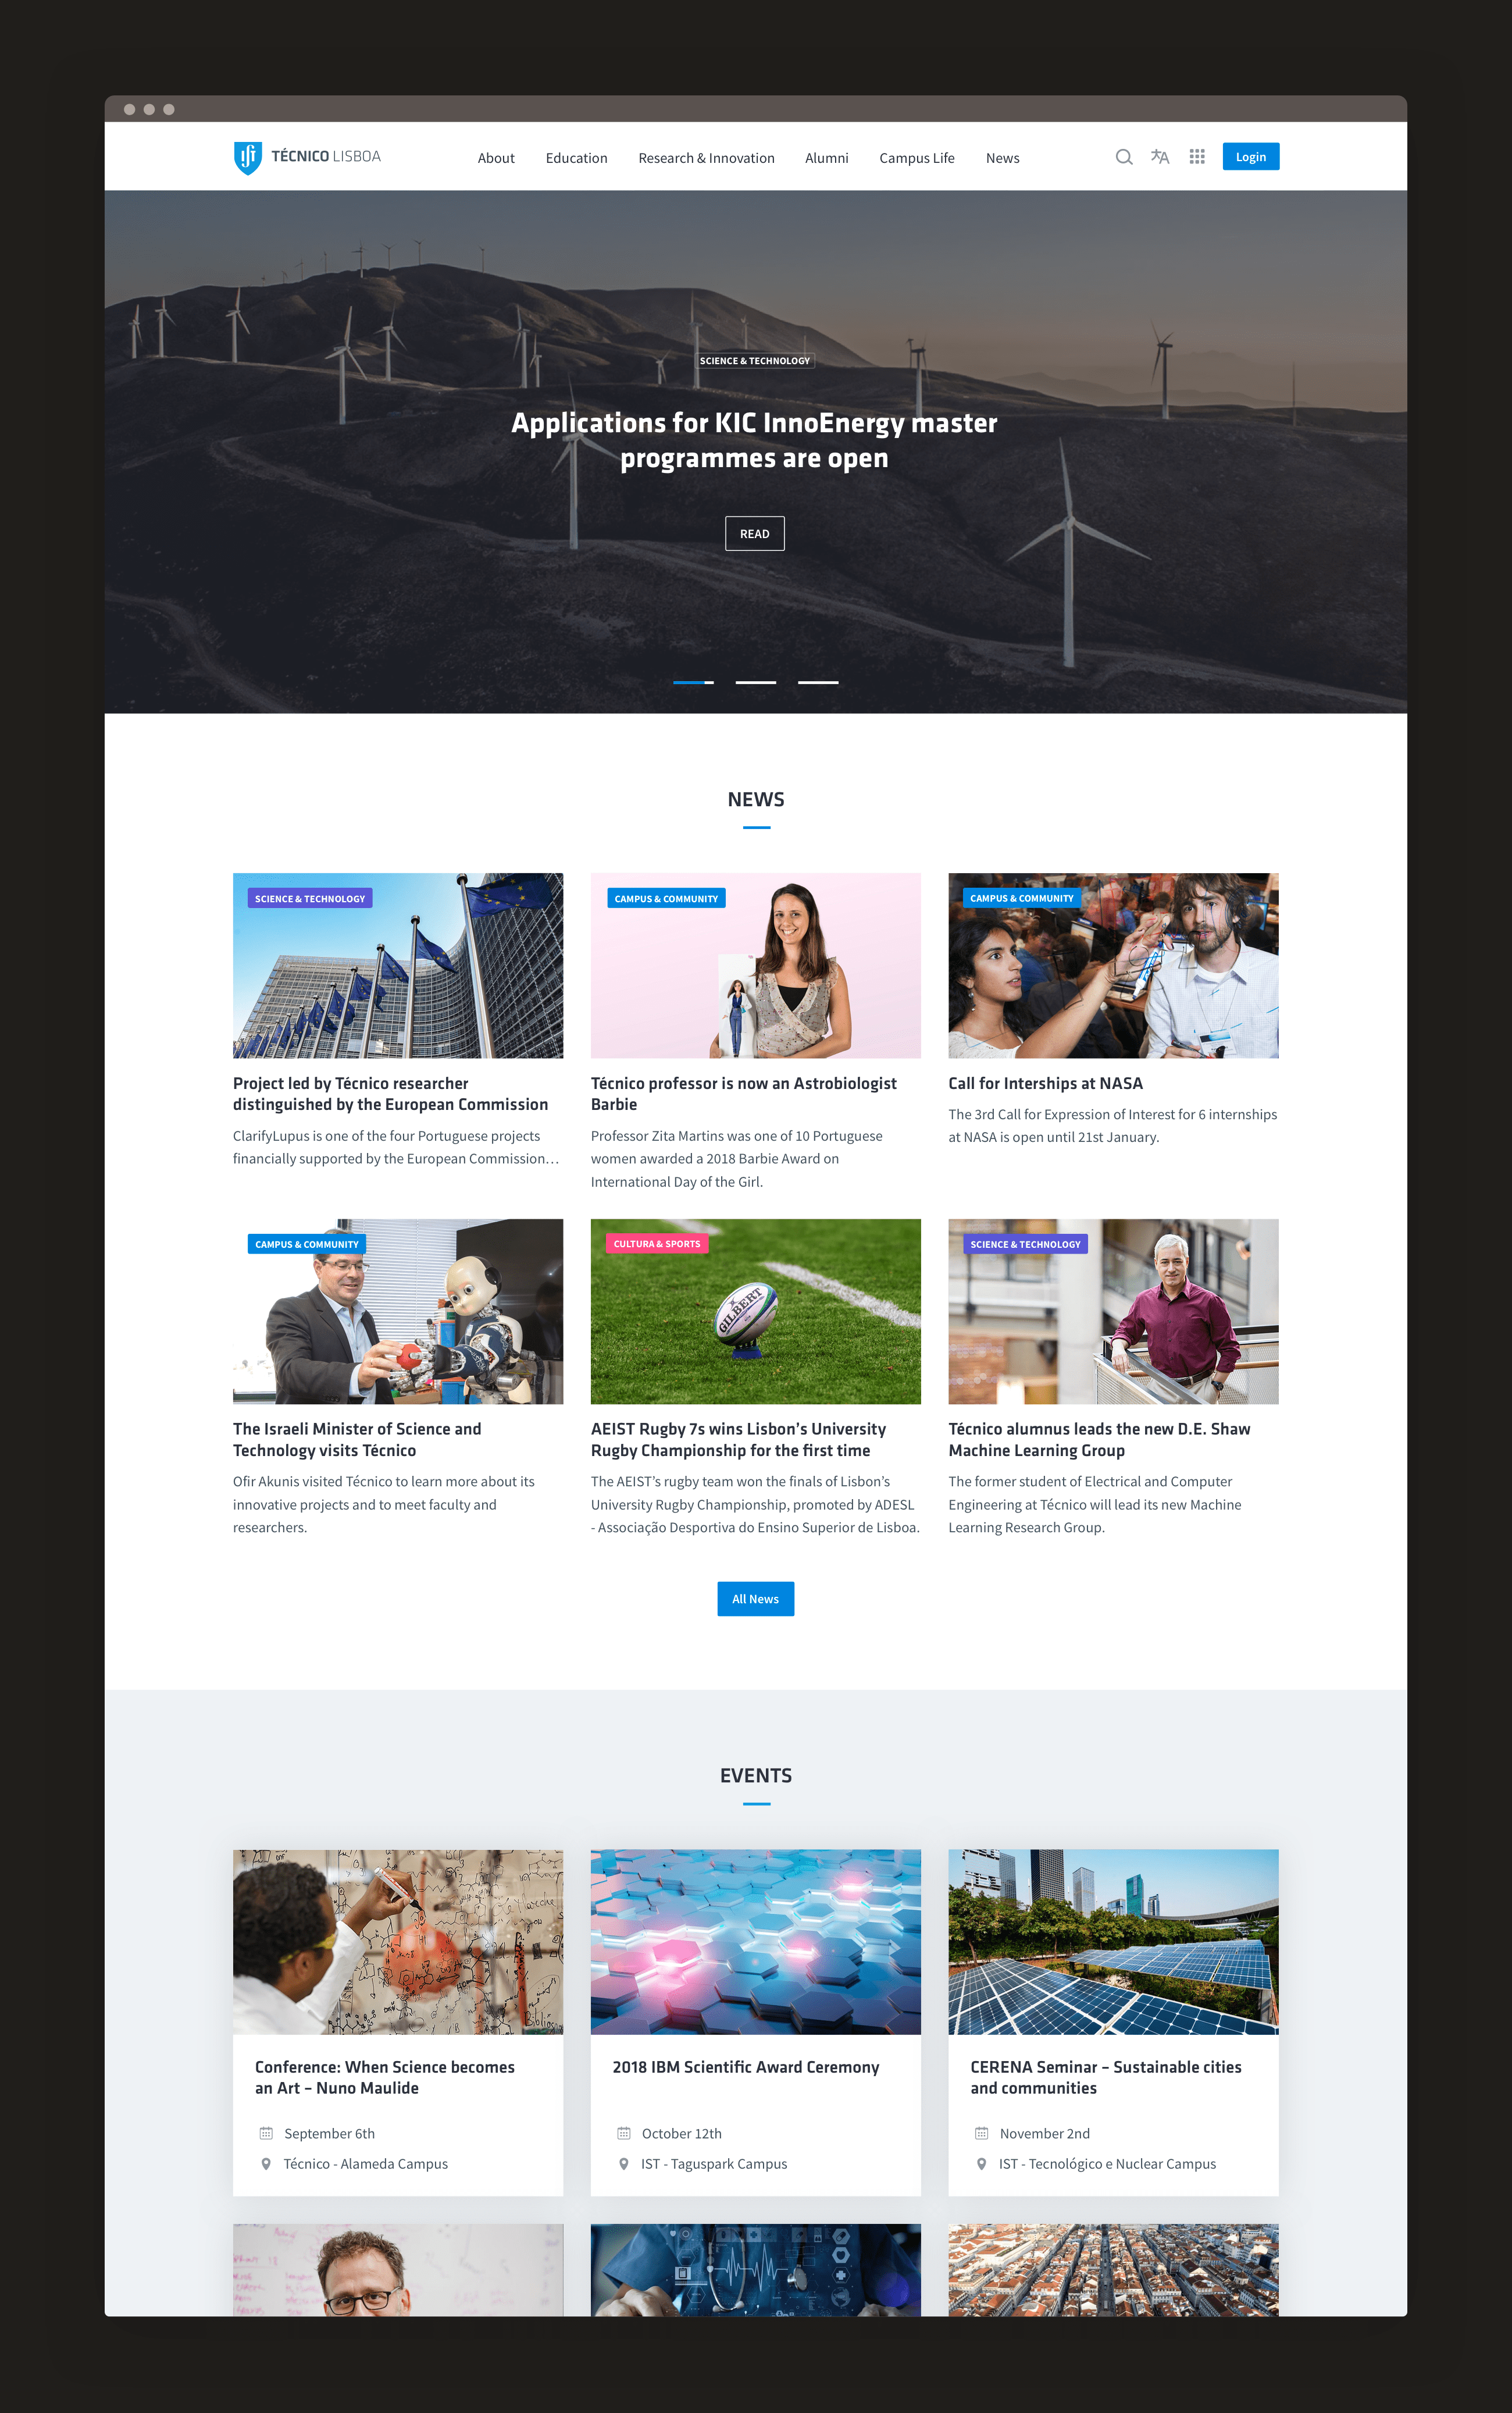 TÉCNICO LISBOA
About Education Research & Innovation Alumni Campus Life News
Login
SCIENCE & TECHNOLOGY
Applications for KIC InnoEnergy master
programmes are open
READ
NEWS
SCIENCE & TECHNOLOGY
Project led by Técnico researcher
distinguished by the European Commission
ClarifyLupus is one of the four Portuguese projects
financially supported by the European Commission…
CAMPUS & COMMUNITY
Técnico professor is now an Astrobiologist
Barbie
Professor Zita Martins was one of 10 Portuguese
women awarded a 2018 Barbie Award on
International Day of the Girl.
CAMPUS & COMMUNITY
Call for Interships at NASA
The 3rd Call for Expression of Interest for 6 internships
at NASA is open until 21st January.
CAMPUS & COMMUNITY
The Israeli Minister of Science and
Technology visits Técnico
Ofir Akunis visited Técnico to learn more about its
innovative projects and to meet faculty and
researchers.
CULTURA & SPORTS
GILBERT
AEIST Rugby 7s wins Lisbon's University
Rugby Championship for the first time
The AEIST's rugby team won the finals of Lisbon's
University Rugby Championship, promoted by ADESL
- Associação Desportiva do Ensino Superior de Lisboa.
SCIENCE & TECHNOLOGY
Técnico alumnus leads the new D.E. Shaw
Machine Learning Group
The former student of Electrical and Computer
Engineering at Técnico will lead its new Machine
Learning Research Group.
All News
EVENTS
Conference: When Science becomes
an Art – Nuno Maulide
September 6th
Técnico - Alameda Campus
2018 IBM Scientific Award Ceremony
October 12th
IST - Taguspark Campus
CERENA Seminar – Sustainable cities
and communities
November 2nd
IST - Tecnológico e Nuclear Campus